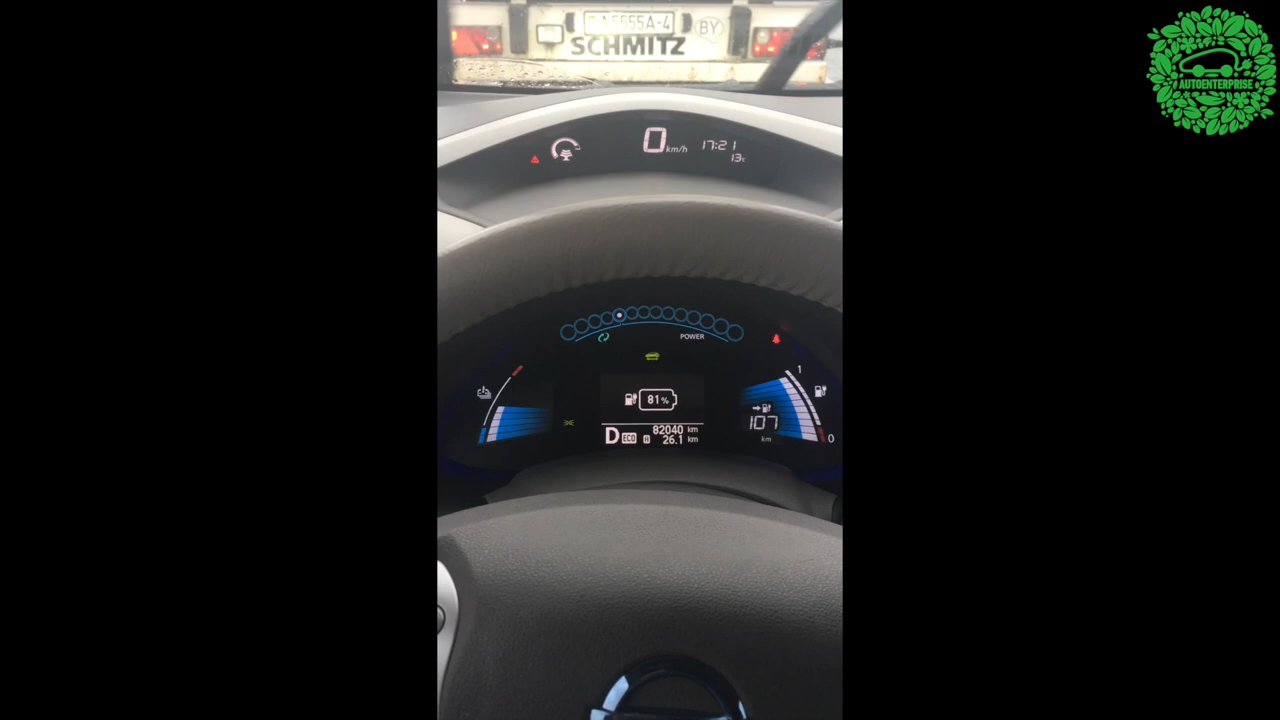 BY
SCHMITZ
AUTOENTERPRISE
0 km/h 17:21
13°C
POWER
81%
1
107
km
0
82040 km
D ECO 26.1 km